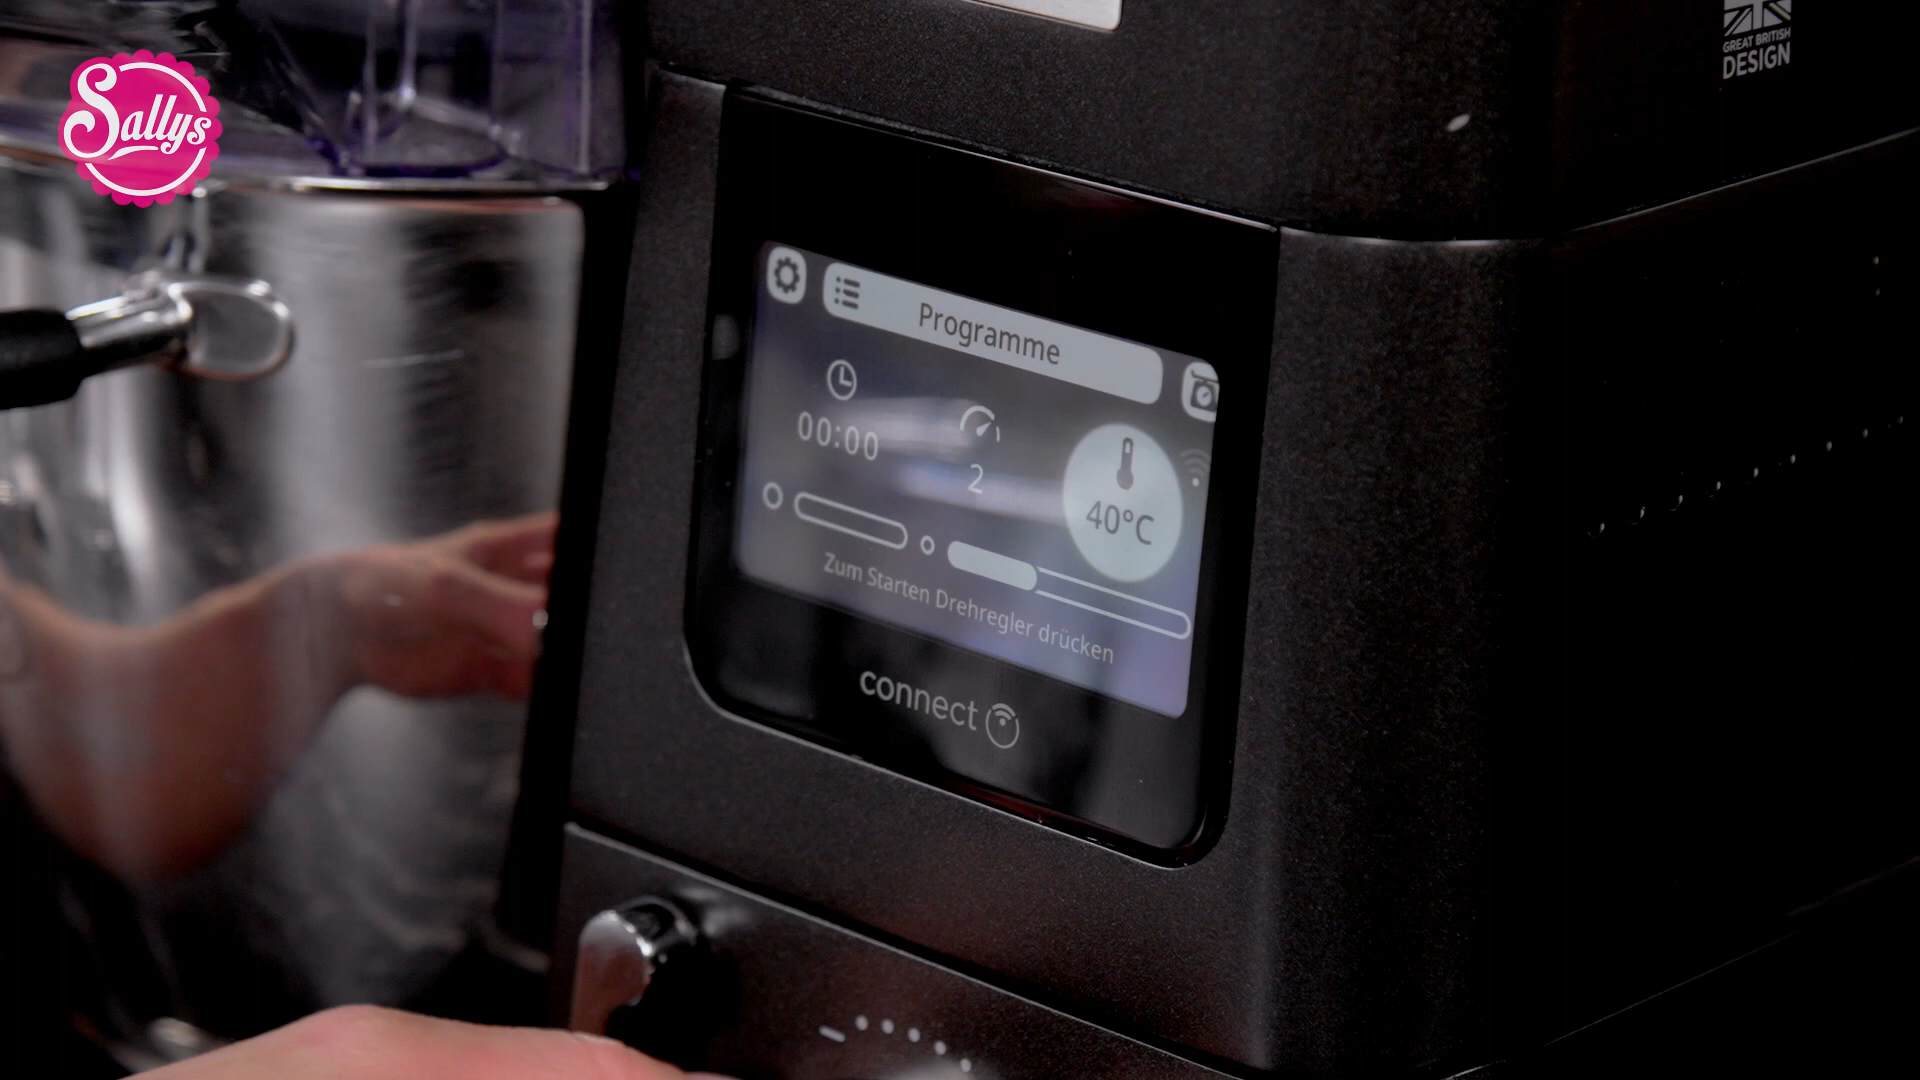 Sallys
GREAT BRITISH
DESIGN
Programme
00:00
2
40°C
Zum Starten Drehregler drücken
connect